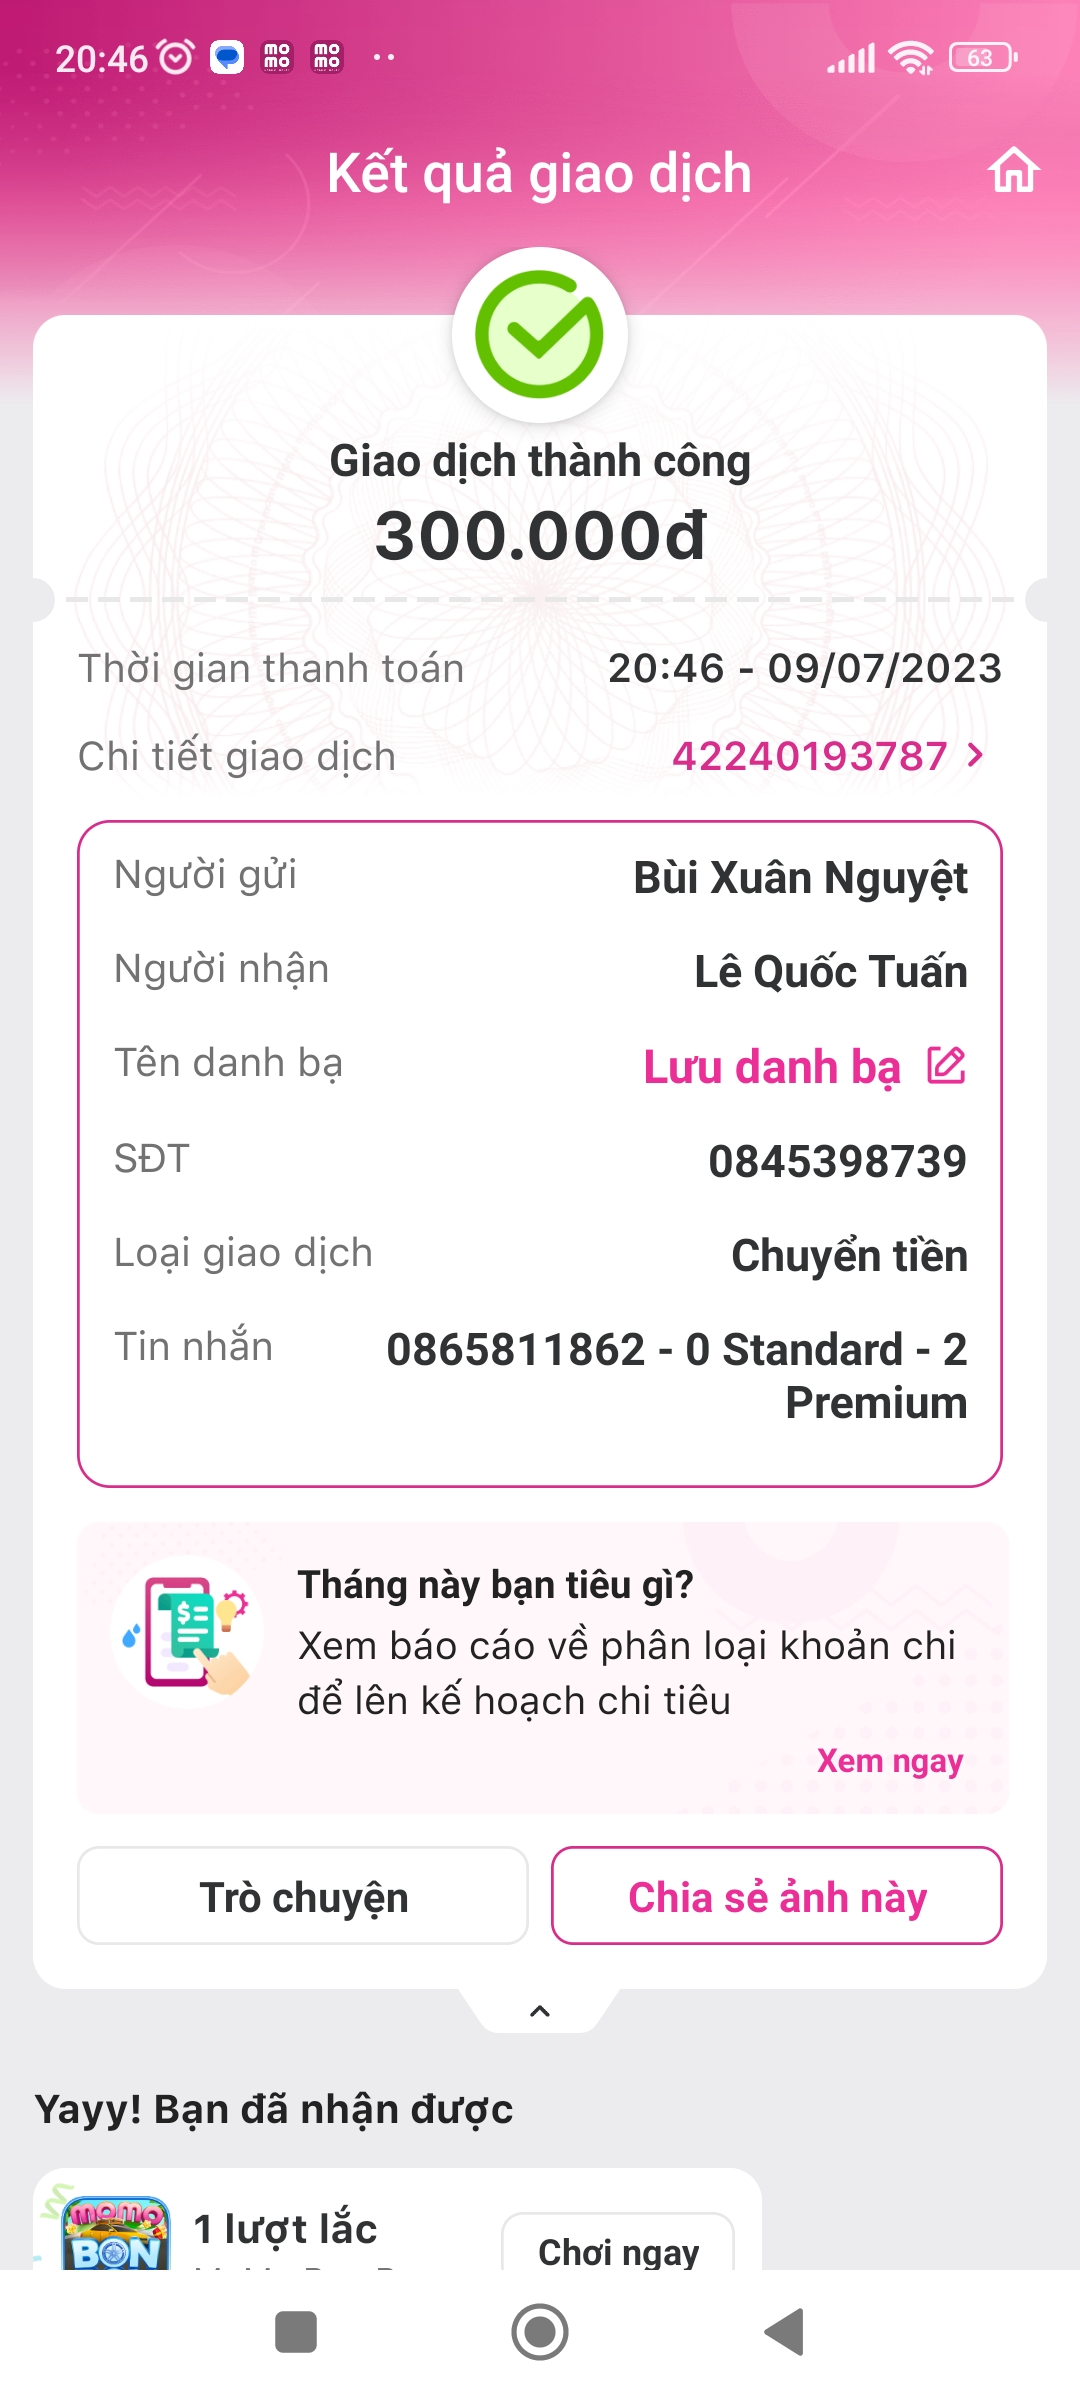 20:46
MO MO
MO MO
63
Kết quả giao dịch
Giao dịch thành công
300.000đ
Thời gian thanh toán 20:46 - 09/07/2023
Chi tiết giao dịch 42240193787
Người gửi Bùi Xuân Nguyệt
Người nhận Lê Quốc Tuấn
Tên danh bạ Lưu danh bạ
SĐT 0845398739
Loại giao dịch Chuyển tiền
Tin nhắn 0865811862 - 0 Standard - 2
Premium
Tháng này bạn tiêu gì?
Xem báo cáo về phân loại khoản chi
để lên kế hoạch chi tiêu
Xem ngay
Trò chuyện Chia sẻ ảnh này
Yayy! Bạn đã nhận được
momo
BON
1 lượt lắc
Chơi ngay